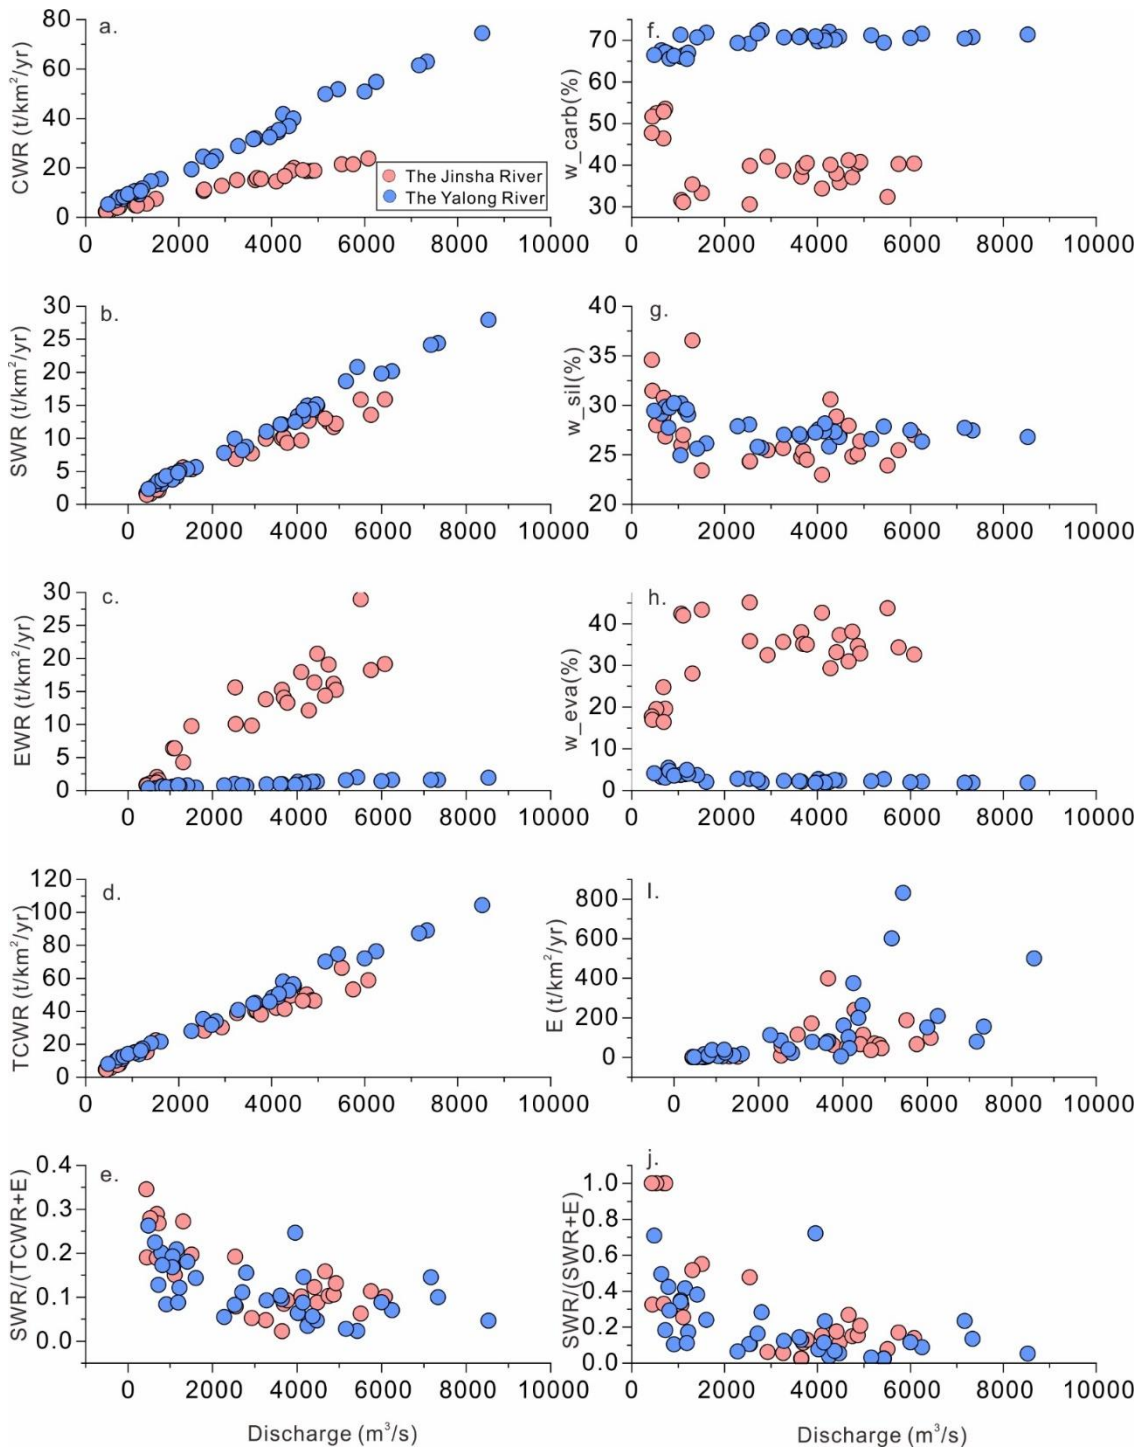 a.
CWR (t/km²/yr)
80
60
40
20
0
The Jinsha River
The Yalong River
0 2000 4000 6000 8000 10000
f.
w_carb(%)
70
60
50
40
30
0 2000 4000 6000 8000 10000
b.
SWR (t/km²/yr)
30
25
20
15
10
5
0
0 2000 4000 6000 8000 10000
g.
w_sil(%)
40
35
30
25
20
0 2000 4000 6000 8000 10000
c.
EWR (t/km²/yr)
30
25
20
15
10
5
0
0 2000 4000 6000 8000 10000
h.
w_eva(%)
40
30
20
10
0
0 2000 4000 6000 8000 10000
d.
TCWR (t/km²/yr)
120
100
80
60
40
20
0
0 2000 4000 6000 8000 10000
I.
E (t/km²/yr)
800
600
400
200
0
0 2000 4000 6000 8000 10000
e.
SWR/(TCWR+E)
0.4
0.3
0.2
0.1
0.0
0 2000 4000 6000 8000 10000
Discharge (m³/s)
j.
SWR/(SWR+E)
1.0
0.8
0.6
0.4
0.2
0.0
0 2000 4000 6000 8000 10000
Discharge (m³/s)